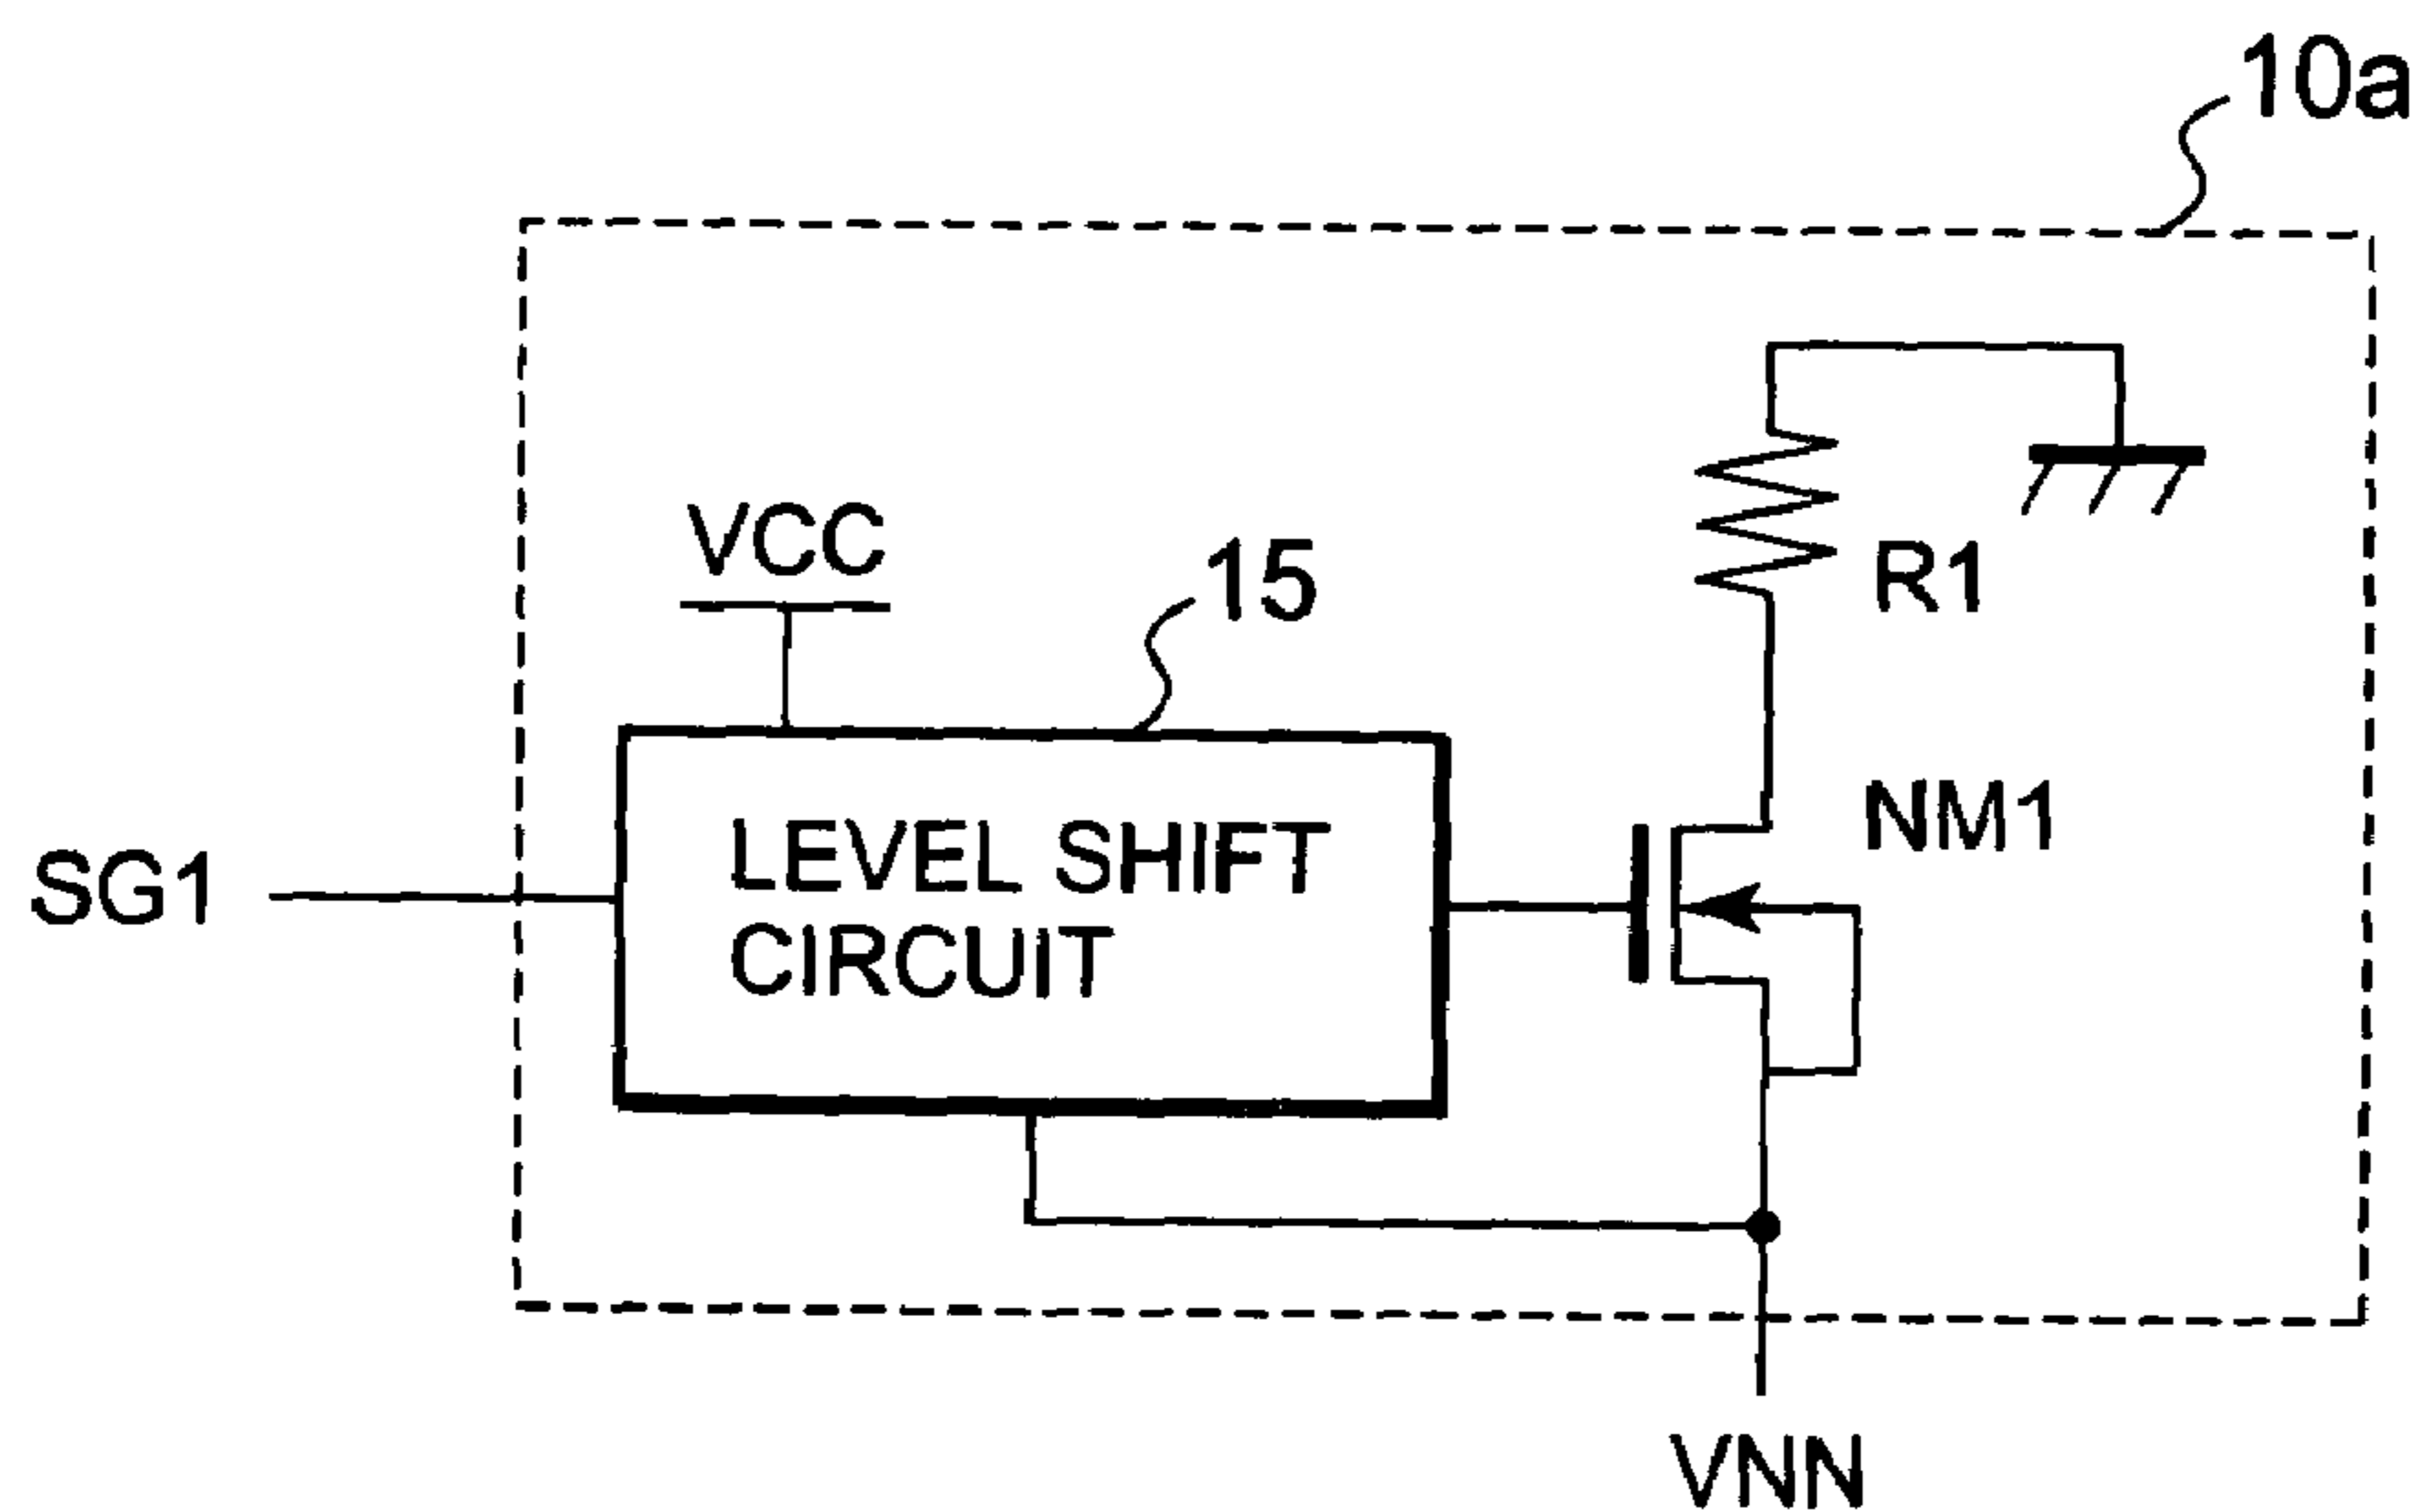 10a
VCC
15
R1
NM1
SG1
LEVEL SHIFT
CIRCUIT
VNN